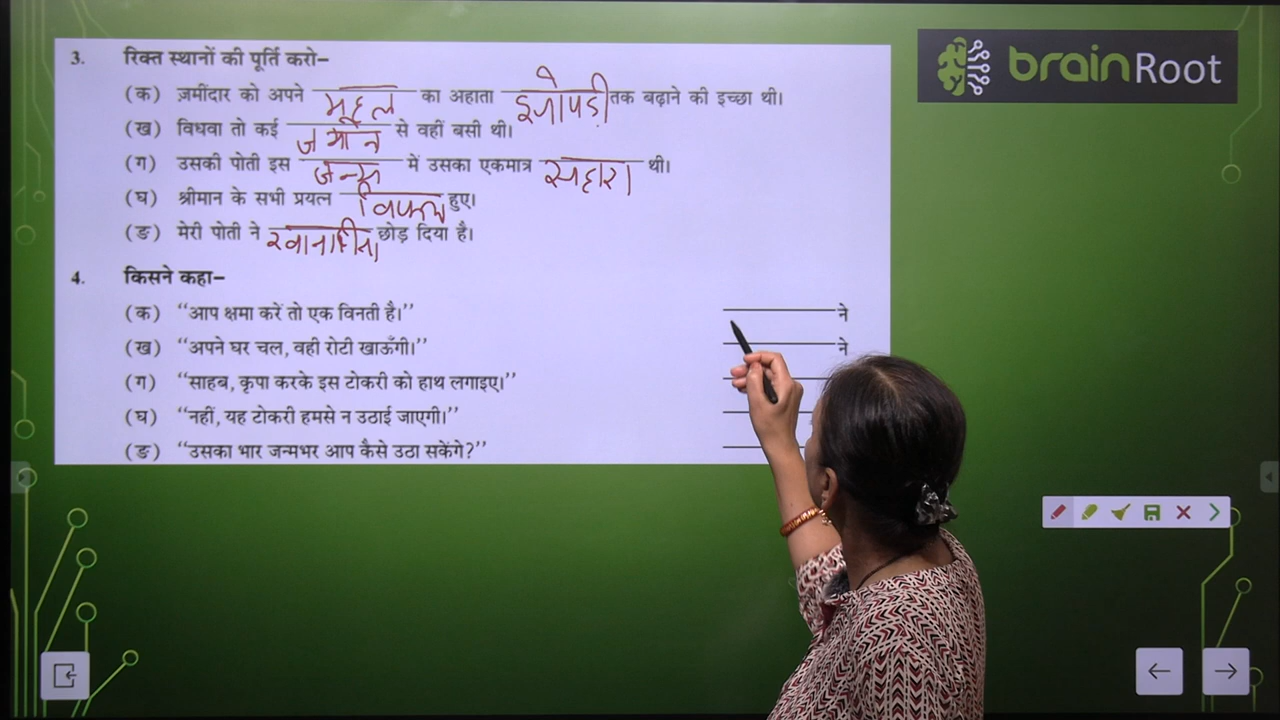 brainRoot
3. रिक्त स्थानों की पूर्ति करो–
(क) ज़मींदार को अपने महल का अहाता झोपड़ी तक बढ़ाने की इच्छा थी।
(ख) विधवा तो कई जमाने से वहीं बसी थी।
(ग) उसकी पोती इस जन्म में उसका एकमात्र सहारा थी।
(घ) श्रीमान के सभी प्रयत्न विफल हुए।
(ङ) मेरी पोती ने खाना पीना छोड़ दिया है।
4. किसने कहा–
(क) ‘‘आप क्षमा करें तो एक विनती है।’’ ने
(ख) ‘‘अपने घर चल, वही रोटी खाऊँगी।’’ ने
(ग) ‘‘साहब, कृपा करके इस टोकरी को हाथ लगाइए।’’
(घ) ‘‘नहीं, यह टोकरी हमसे न उठाई जाएगी।’’
(ङ) ‘‘उसका भार जन्मभर आप कैसे उठा सकेंगे?’’